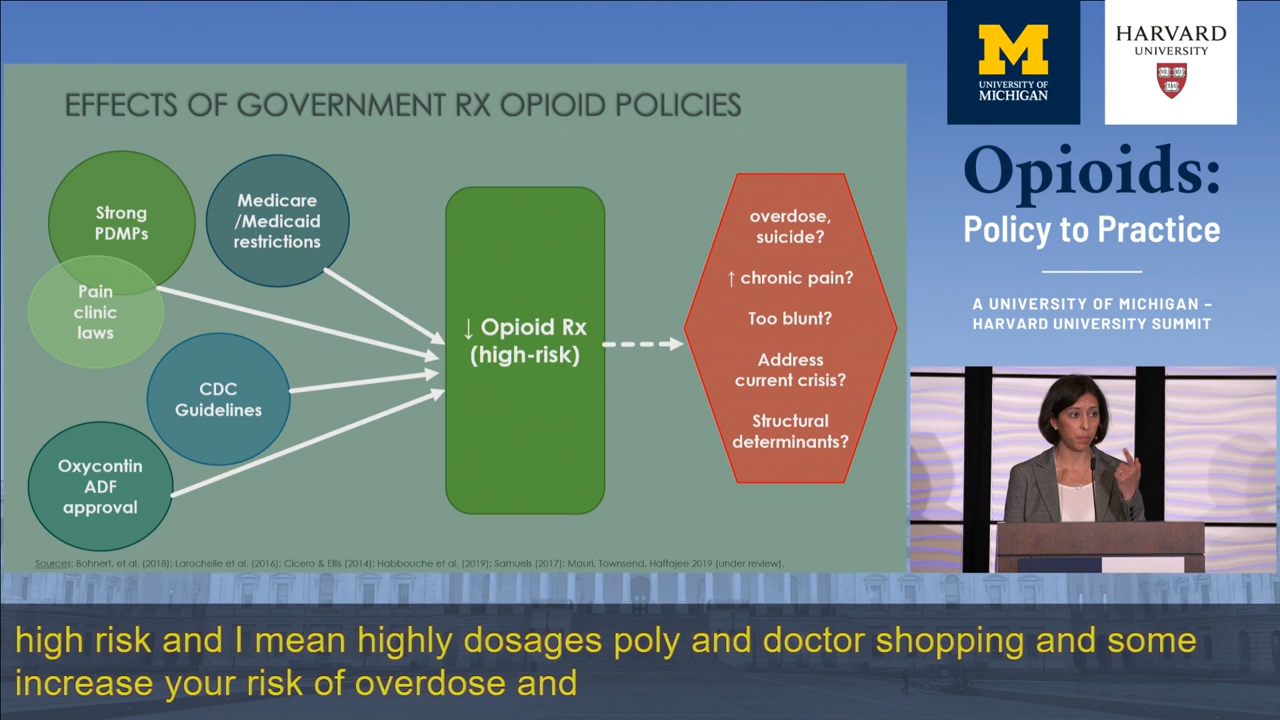 EFFECTS OF GOVERNMENT RX OPIOID POLICIES
Strong
PDMPs
Medicare
/Medicaid
restrictions
Pain
clinic
laws
CDC
Guidelines
Oxycontin
ADF
approval
↓ Opioid Rx
(high-risk)
overdose,
suicide?
↑ chronic pain?
Too blunt?
Address
current crisis?
Structural
determinants?
Sources: Bohnert, et al. (2018); Larochelle et al. (2016); Cicero & Ellis (2014); Habbouche et al. (2019); Samuels (2017); Mauri, Townsend, Haffajee 2019 (under review).
M
UNIVERSITY OF
MICHIGAN
HARVARD
UNIVERSITY
Opioids:
Policy to Practice
A UNIVERSITY OF MICHIGAN –
HARVARD UNIVERSITY SUMMIT
high risk and I mean highly dosages poly and doctor shopping and some
increase your risk of overdose and